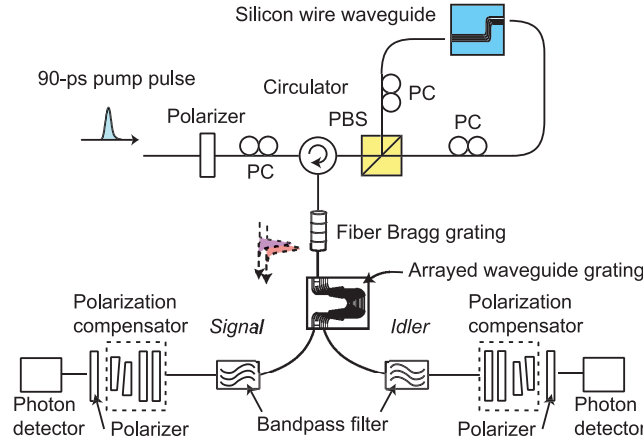 Silicon wire waveguide
90-ps pump pulse
Circulator
PC
Polarizer
PBS
PC
PC
Fiber Bragg grating
Arrayed waveguide grating
Polarization
compensator
Signal
Idler
Polarization
compensator
Photon
detector
Polarizer
Bandpass filter
Polarizer
Photon
detector